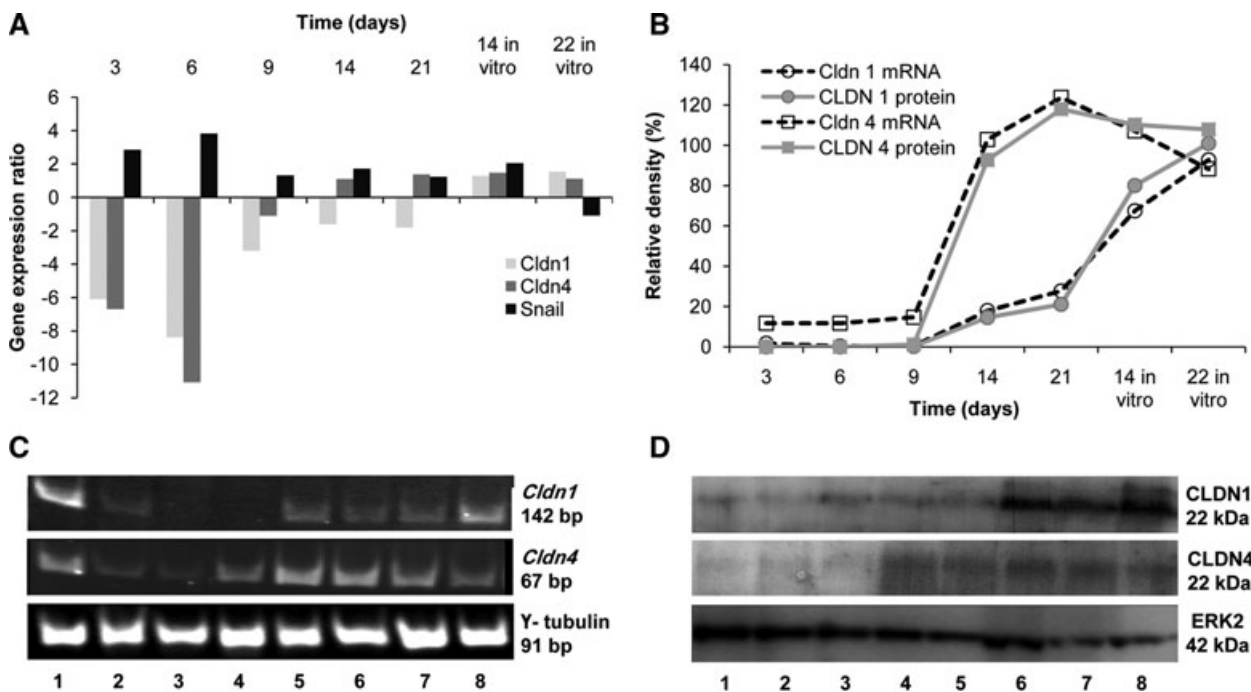 A
Time (days)
3 6 9 14 21 14 in vitro 22 in vitro
Gene expression ratio
6
4
2
0
-2
-4
-6
-8
-10
-12
Cldn1
Cldn4
Snail
B
Relative density (%)
140
120
100
80
60
40
20
0
Cldn 1 mRNA
CLDN 1 protein
Cldn 4 mRNA
CLDN 4 protein
3 6 9 14 21 14 in vitro 22 in vitro
Time (days)
C
Cldn1
142 bp
Cldn4
67 bp
Y- tubulin
91 bp
1 2 3 4 5 6 7 8
D
CLDN1
22 kDa
CLDN4
22 kDa
ERK2
42 kDa
1 2 3 4 5 6 7 8